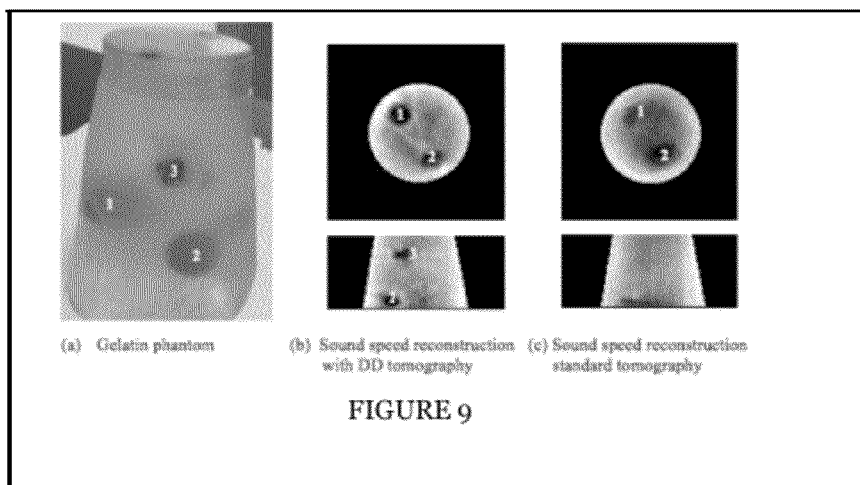 3
1
2
1
2
3
2
1
2
(a) Gelatin phantom
(b) Sound speed reconstruction
with DD tomography
(c) Sound speed reconstruction
standard tomography
FIGURE 9